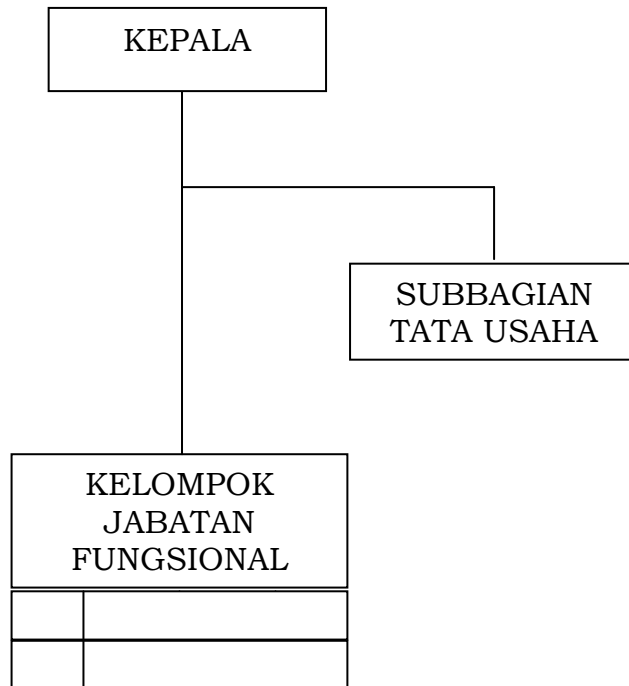 KEPALA
SUBBAGIAN
TATA USAHA
KELOMPOK
JABATAN
FUNGSIONAL